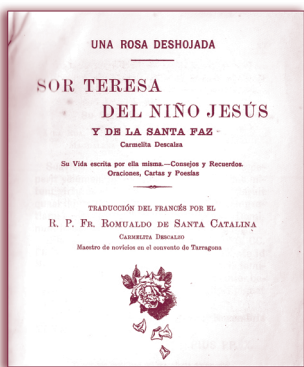 UNA ROSA DESHOJADA
SOR TERESA
DEL NIÑO JESÚS
Y DE LA SANTA FAZ
Carmelita Descalza
Su Vida escrita por ella misma.—Consejos y Recuerdos.
Oraciones, Cartas y Poesías
TRADUCCIÓN DEL FRANCÉS POR EL
R. P. FR. ROMUALDO DE SANTA CATALINA
CARMELITA DESCALZO
Maestro de novicios en el convento de Tarragona